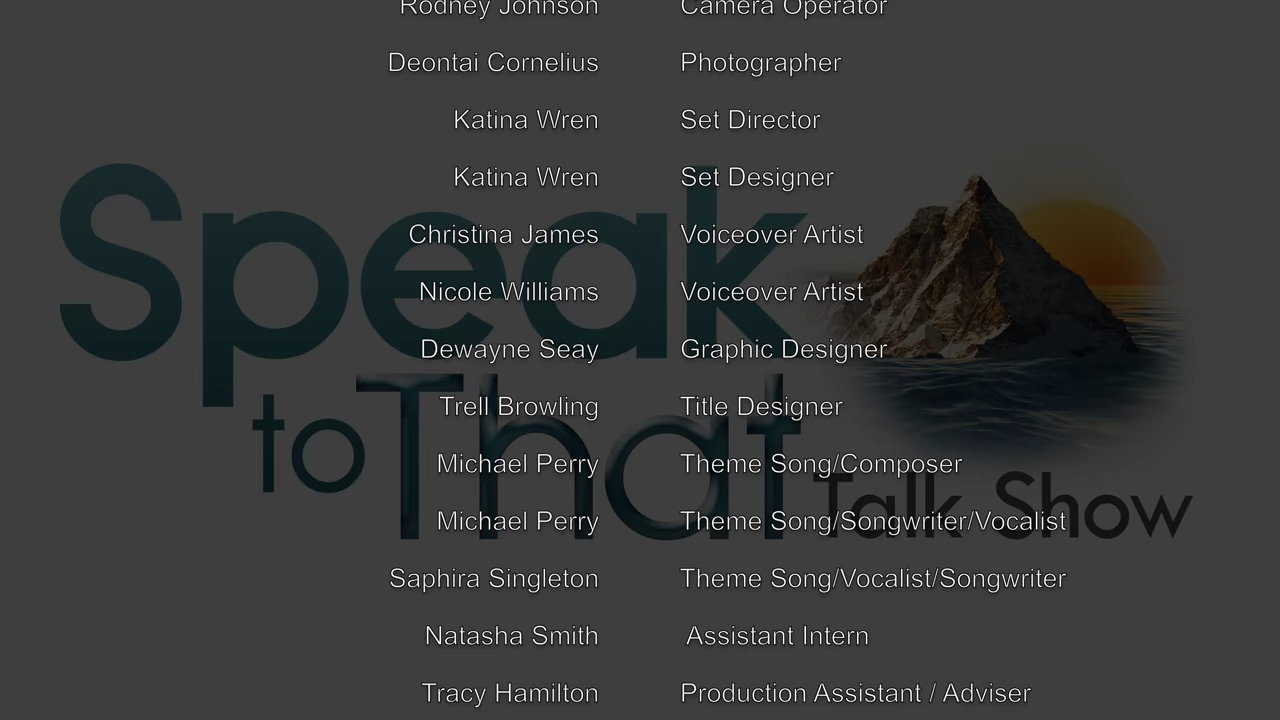 Rodney Johnson Camera Operator
Deontai Cornelius Photographer
Katina Wren Set Director
Katina Wren Set Designer
Christina James Voiceover Artist
Nicole Williams Voiceover Artist
Dewayne Seay Graphic Designer
Trell Browling Title Designer
Michael Perry Theme Song/Composer
Michael Perry Theme Song/Songwriter/Vocalist
Saphira Singleton Theme Song/Vocalist/Songwriter
Natasha Smith Assistant Intern
Tracy Hamilton Production Assistant / Adviser
Speak
to That
Talk Show